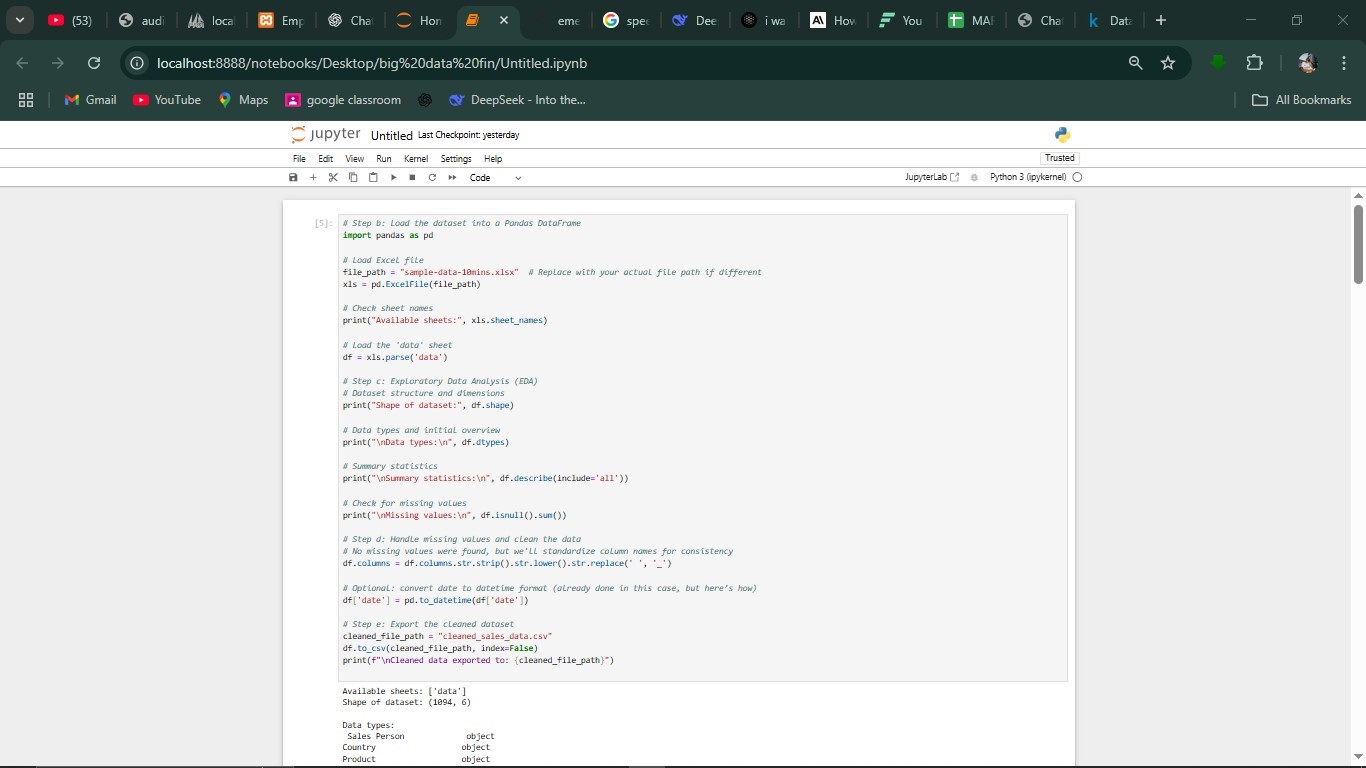 (53)
audi
local
Emp
Cha
Hon
eme
spec
Dee
i wa
How
You
MAI
Cha
Data
localhost:8888/notebooks/Desktop/big%20data%20fin/Untitled.ipynb
Gmail
YouTube
Maps
google classroom
DeepSeek - Into the...
All Bookmarks
jupyter Untitled Last Checkpoint: yesterday
File Edit View Run Kernel Settings Help
Trusted
Code
JupyterLab
Python 3 (ipykernel)
[5]:
# Step b: Load the dataset into a Pandas DataFrame
import pandas as pd
# Load Excel file
file_path = "sample-data-10mins.xlsx"  # Replace with your actual file path if different
xls = pd.ExcelFile(file_path)
# Check sheet names
print("Available sheets:", xls.sheet_names)
# Load the 'data' sheet
df = xls.parse('data')
# Step c: Exploratory Data Analysis (EDA)
# Dataset structure and dimensions
print("Shape of dataset:", df.shape)
# Data types and initial overview
print("\nData types:\n", df.dtypes)
# Summary statistics
print("\nSummary statistics:\n", df.describe(include='all'))
# Check for missing values
print("\nMissing values:\n", df.isnull().sum())
# Step d: Handle missing values and clean the data
# No missing values were found, but we'll standardize column names for consistency
df.columns = df.columns.str.strip().str.lower().str.replace(' ', '_')
# Optional: convert date to datetime format (already done in this case, but here's how)
df['date'] = pd.to_datetime(df['date'])
# Step e: Export the cleaned dataset
cleaned_file_path = "cleaned_sales_data.csv"
df.to_csv(cleaned_file_path, index=False)
print(f"\nCleaned data exported to: {cleaned_file_path}")
Available sheets: ['data']
Shape of dataset: (1094, 6)
Data types:
Sales Person object
Country object
Product object